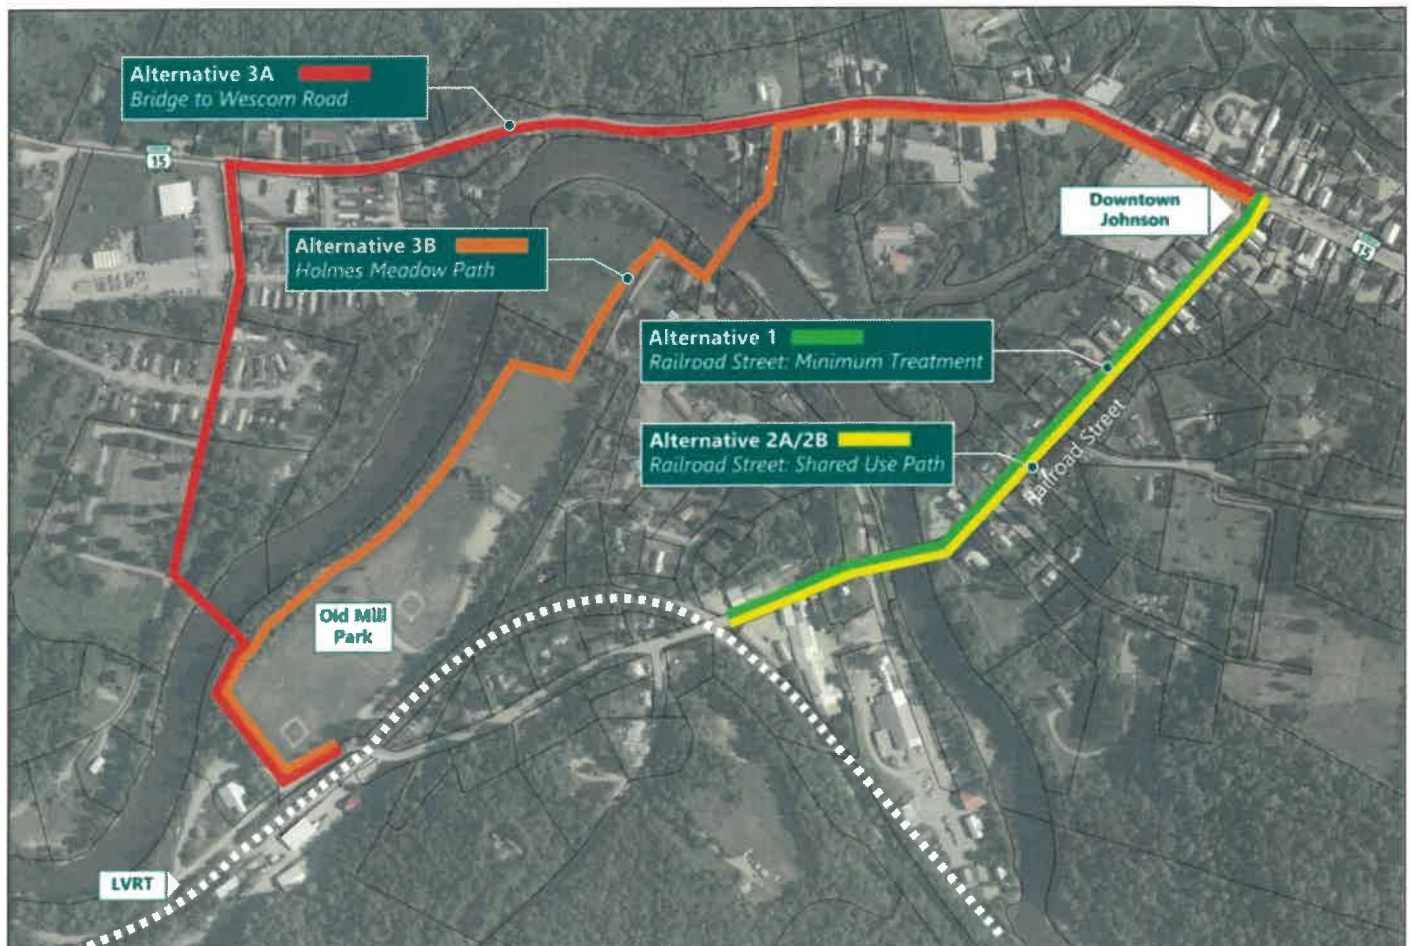 Alternative 3A
Bridge to Wescom Road
15
Downtown
Johnson
Alternative 3B
Holmes Meadow Path
15
Alternative 1
Railroad Street: Minimum Treatment
Alternative 2A/2B
Railroad Street: Shared Use Path
Railroad Street
Old Mill
Park
LVRT